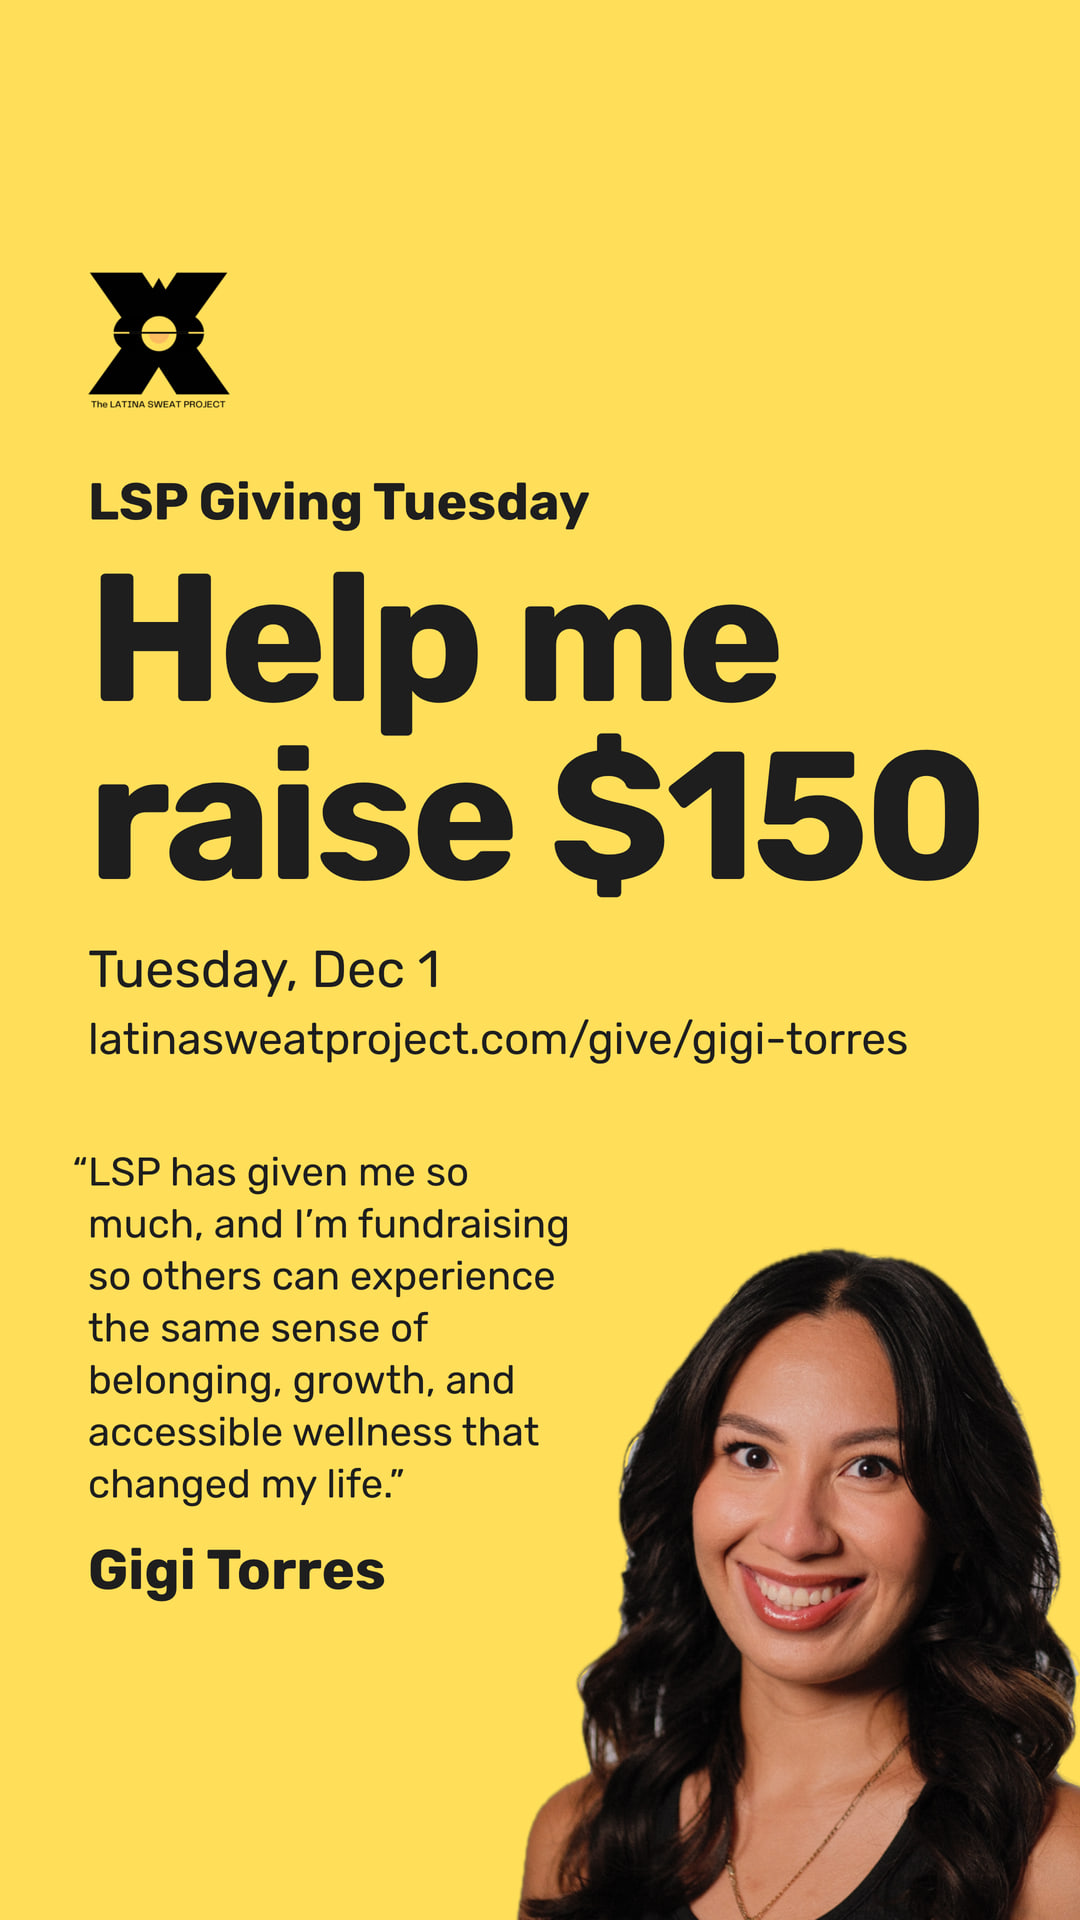 The LATINA SWEAT PROJECT
LSP Giving Tuesday
Help me
raise $150
Tuesday, Dec 1
latinasweatproject.com/give/gigi-torres
“LSP has given me so
much, and I’m fundraising
so others can experience
the same sense of
belonging, growth, and
accessible wellness that
changed my life.”
Gigi Torres